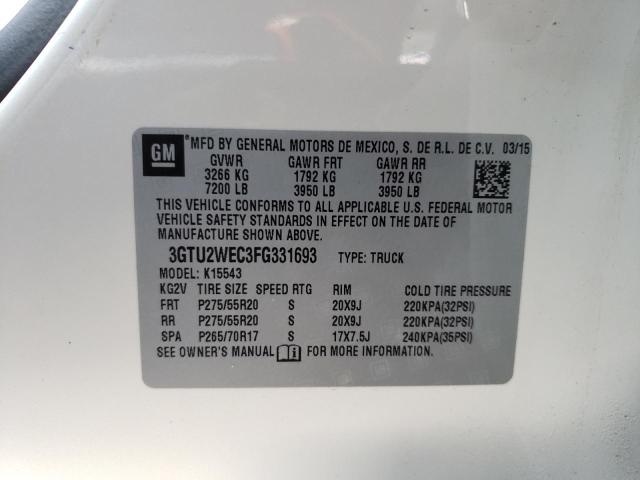 GM *MFD BY GENERAL MOTORS DE MEXICO, S. DE R.L. DE C.V. 03/15
GVWR GAWR FRT GAWR RR
3266 KG 1792 KG 1792 KG
7200 LB 3950 LB 3950 LB
THIS VEHICLE CONFORMS TO ALL APPLICABLE U.S. FEDERAL MOTOR
VEHICLE SAFETY STANDARDS IN EFFECT ON THE DATE OF
MANUFACTURE SHOWN ABOVE.
3GTU2WEC3FG331693 TYPE: TRUCK
MODEL: K15543
KG2V TIRE SIZE SPEED RTG RIM COLD TIRE PRESSURE
FRT P275/55R20 S 20X9J 220KPA(32PSI)
RR P275/55R20 S 20X9J 220KPA(32PSI)
SPA P265/70R17 S 17X7.5J 240KPA(35PSI)
SEE OWNER'S MANUAL FOR MORE INFORMATION.